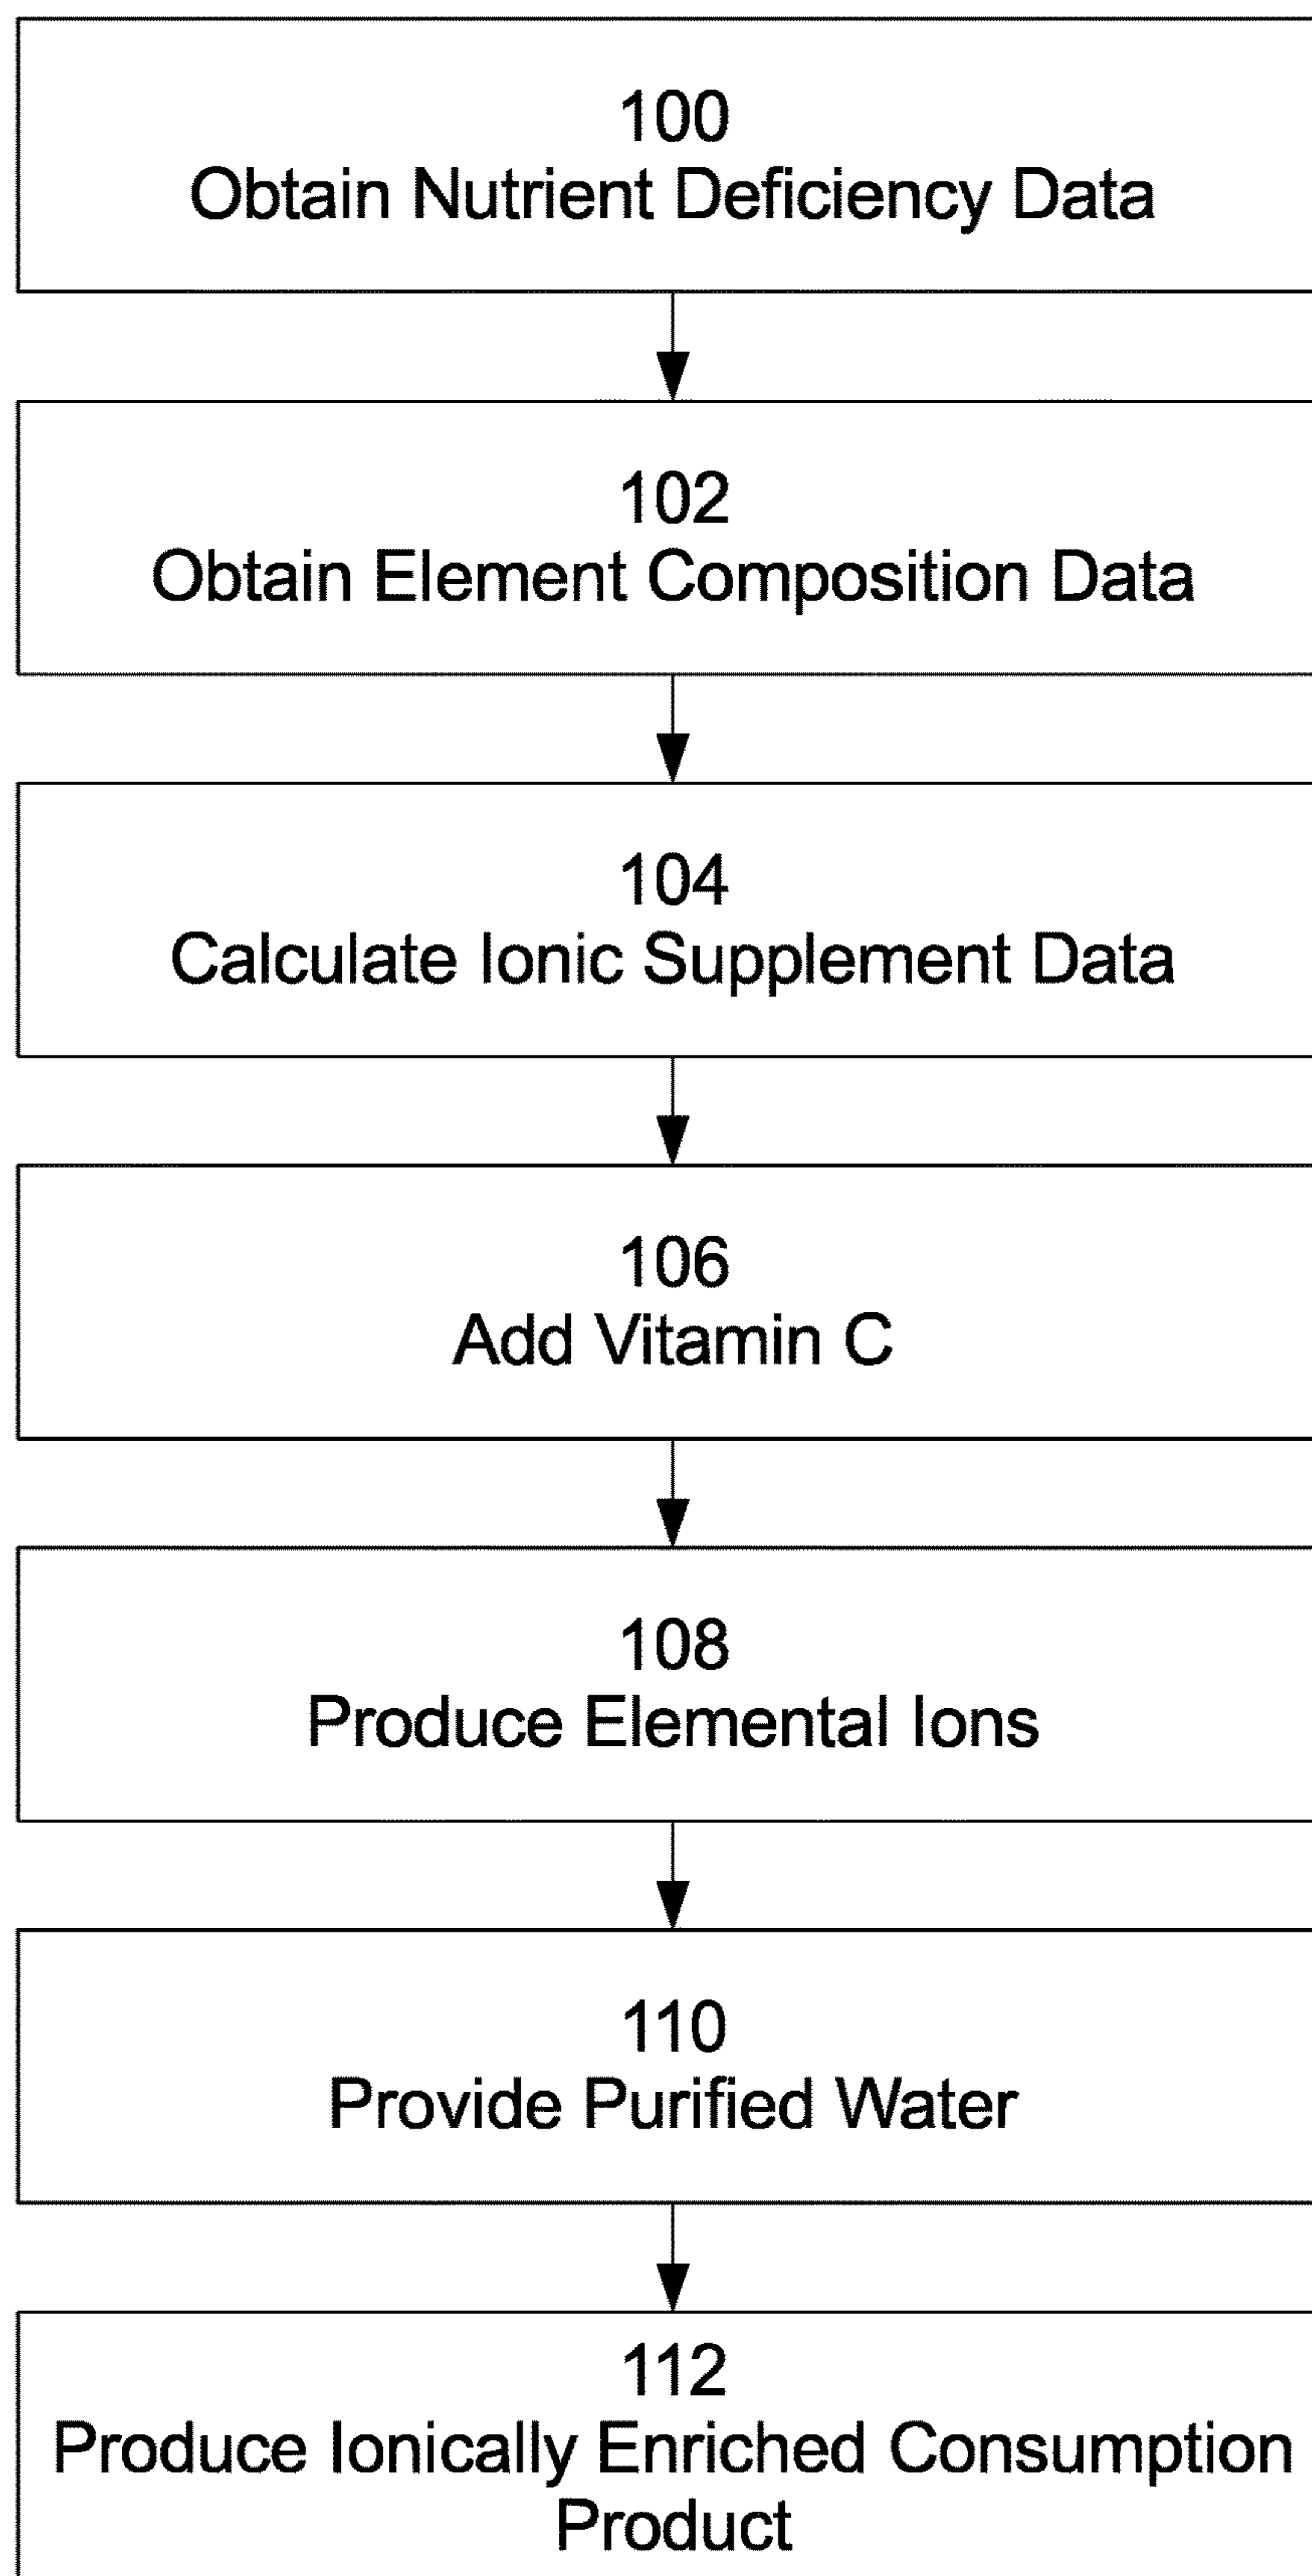 100
Obtain Nutrient Deficiency Data
102
Obtain Element Composition Data
104
Calculate Ionic Supplement Data
106
Add Vitamin C
108
Produce Elemental Ions
110
Provide Purified Water
112
Produce Ionically Enriched Consumption
Product